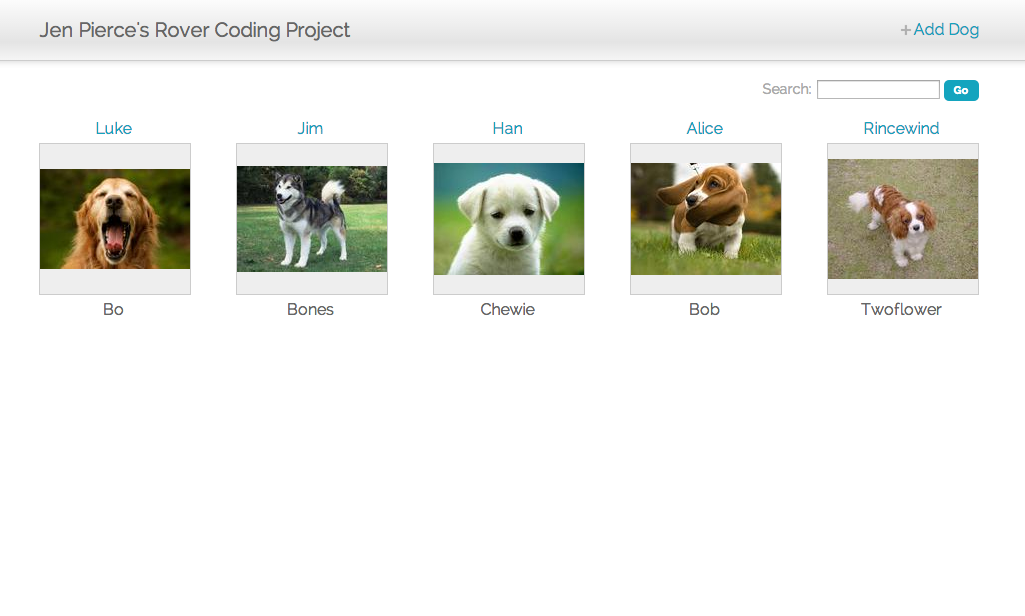 Jen Pierce's Rover Coding Project
+Add Dog
Search: Go
Luke Jim Han Alice Rincewind
Bo Bones Chewie Bob Twoflower